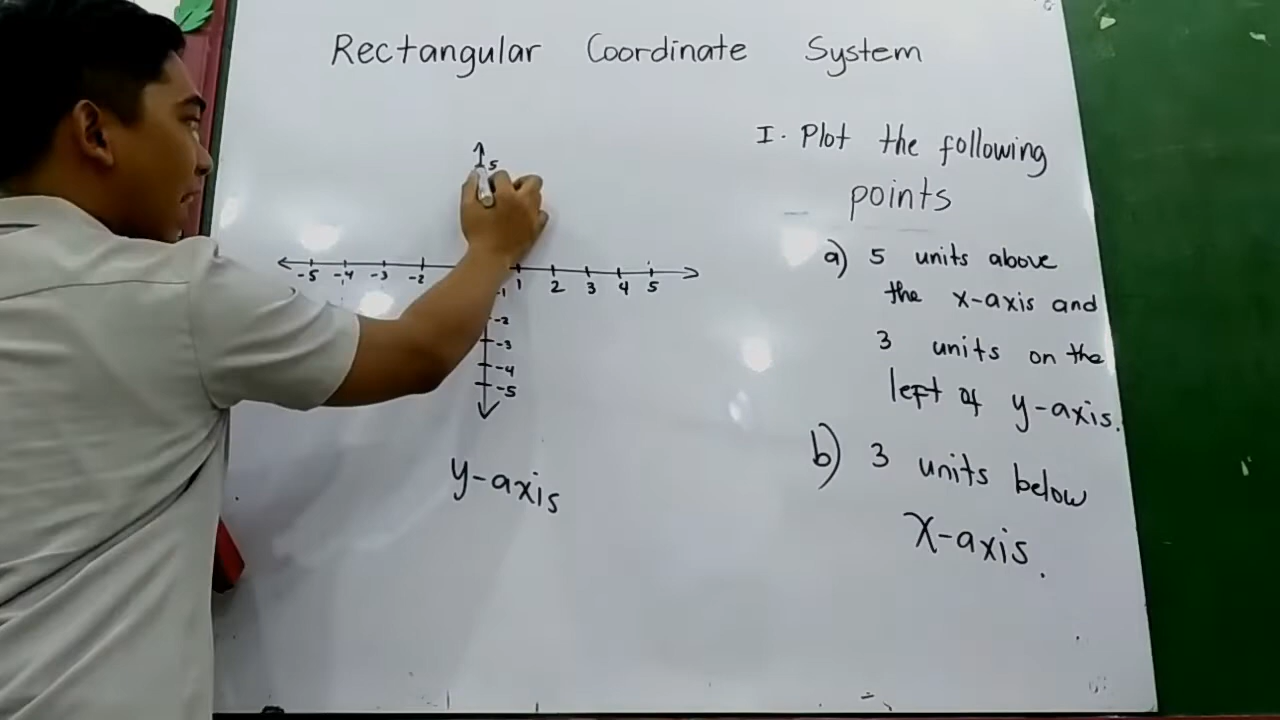 Rectangular Coordinate System
I. Plot the following
points
a) 5 units above
the x-axis and
3 units on the
left of y-axis.
b) 3 units below
x-axis.
5
-5 -4 -3 -2 1 2 3 4 5
-1
-2
-3
-4
-5
y-axis